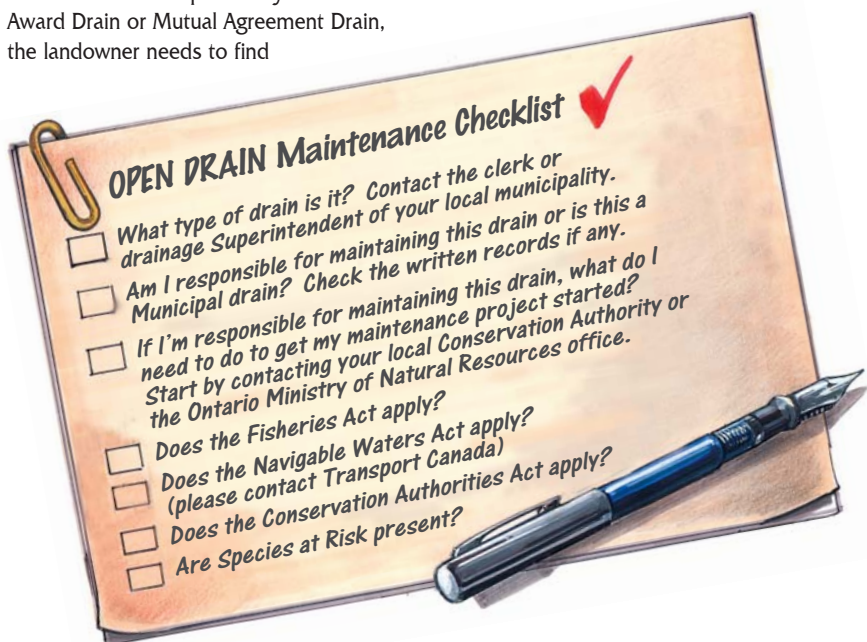 Award Drain or Mutual Agreement Drain,
the landowner needs to find
OPEN DRAIN Maintenance Checklist
What type of drain is it? Contact the clerk or
drainage Superintendent of your local municipality.
Am I responsible for maintaining this drain or is this a
Municipal drain? Check the written records if any.
If I'm responsible for maintaining this drain, what do I
need to do to get my maintenance project started?
Start by contacting your local Conservation Authority or
the Ontario Ministry of Natural Resources office.
Does the Fisheries Act apply?
Does the Navigable Waters Act apply?
(please contact Transport Canada)
Does the Conservation Authorities Act apply?
Are Species at Risk present?